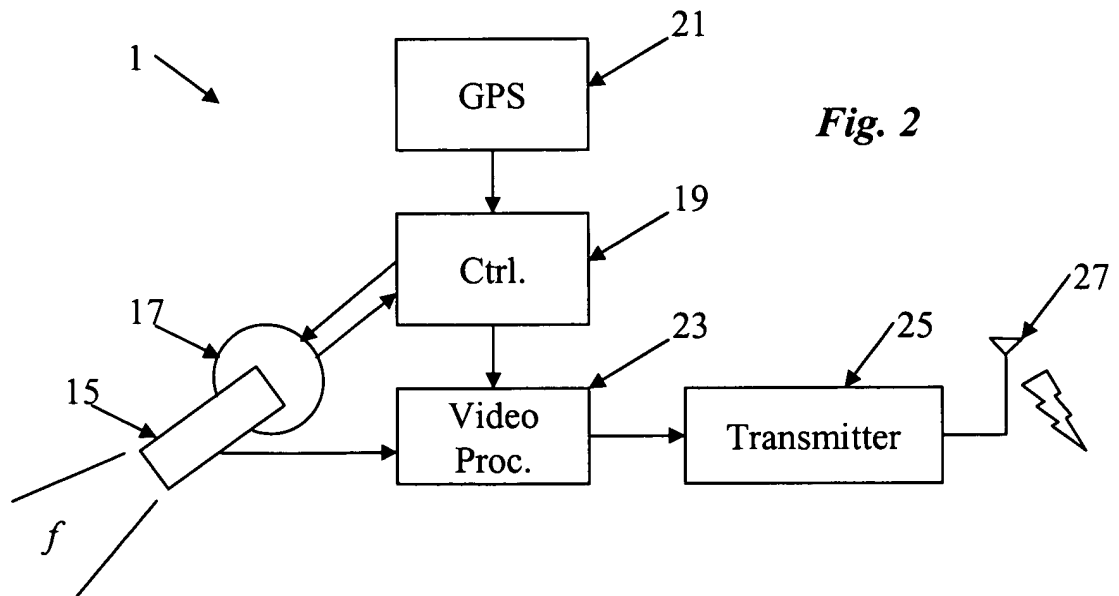 21
1
GPS
Fig. 2
19
Ctrl.
27
17
23
25
15
Video
Proc.
Transmitter
f